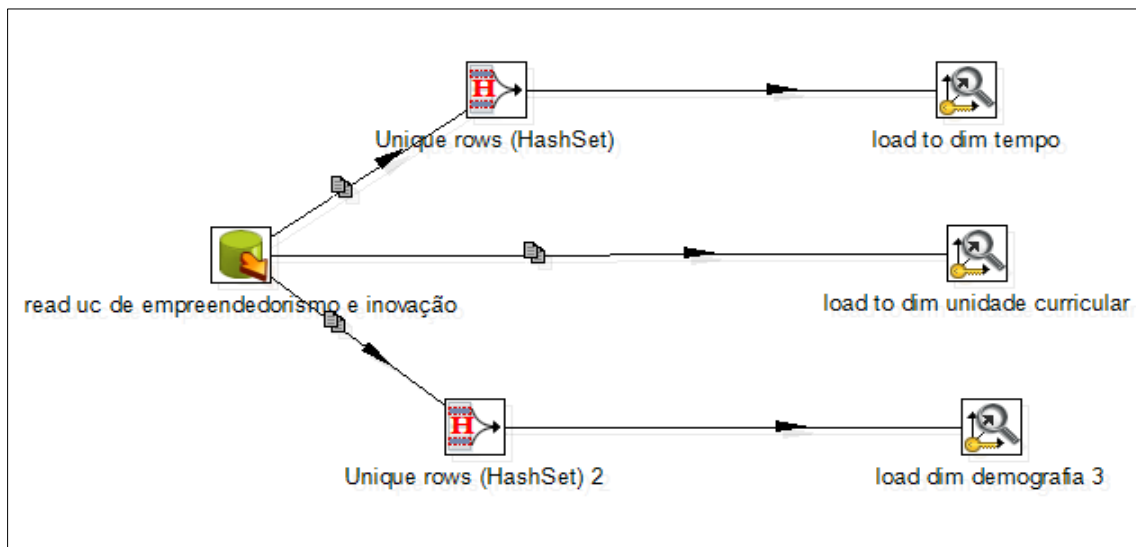 Unique rows (HashSet)
load to dim tempo
read uc de empreendedorismo e inovação
load to dim unidade curricular
Unique rows (HashSet) 2
load dim demografia 3